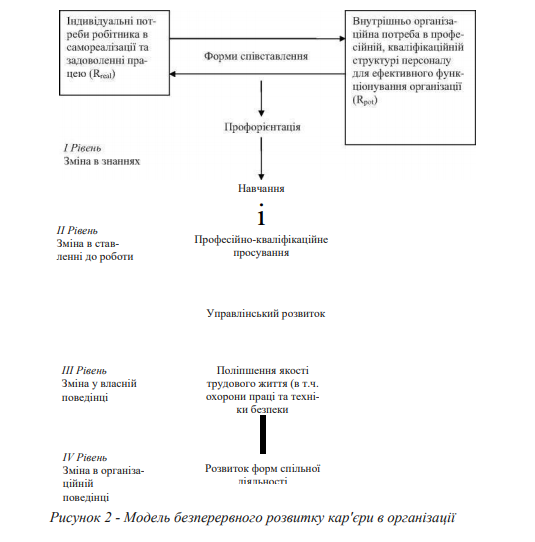 Індивідуальні пот-
реби робітника в
самореалізації та
задоволенні пра-
цею (Rreal)
Форми співставлення
Внутрішньо організа-
ційна потреба в профе-
сійній, кваліфікаційній
структурі персоналу
для ефективного функ-
ціонування організації
(Rpot)
Профорієнтація
I Рівень
Зміна в знаннях
Навчання
і
II Рівень
Зміна в став-
ленні до роботи
Професійно-кваліфікаційне
просування
Управлінський розвиток
III Рівень
Зміна у власній
поведінці
Поліпшення якості
трудового життя (в т.ч.
охорони праці та техні-
ки безпеки
IV Рівень
Зміна в організа-
ційній
поведінці
Розвиток форм спільної
діяльності
Рисунок 2 - Модель безперервного розвитку кар'єри в організації